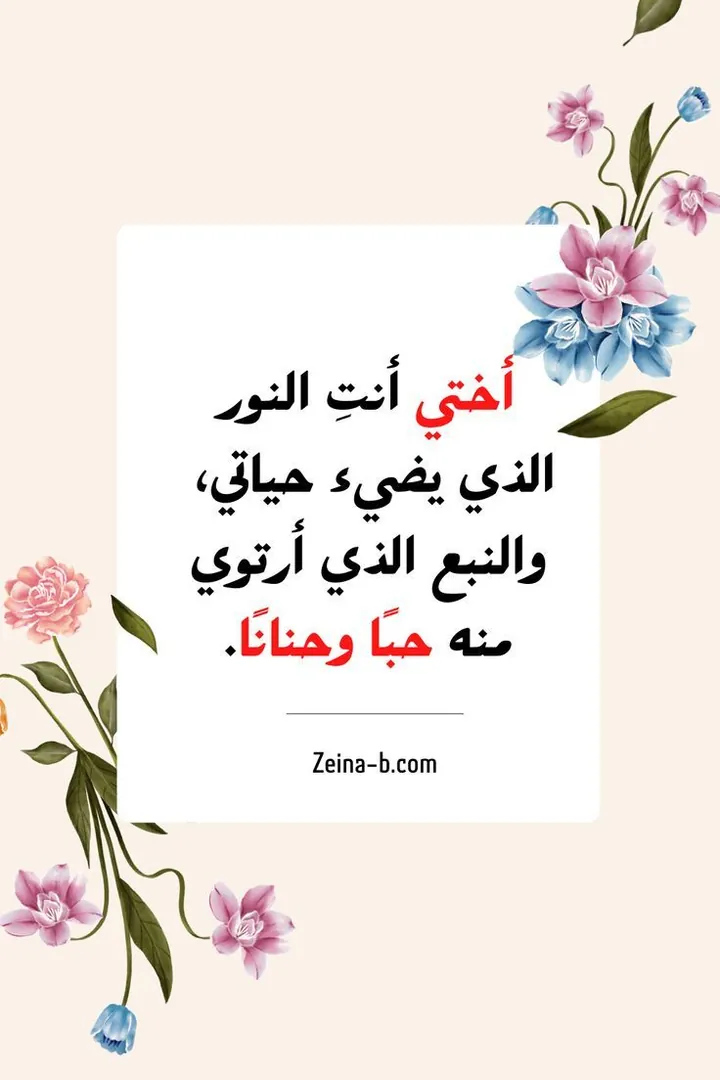 أختي أنتِ النور
الذي يضيء حياتي،
والنبع الذي أرتوي
منه حبًا وحنانًا.
Zeina-b.com